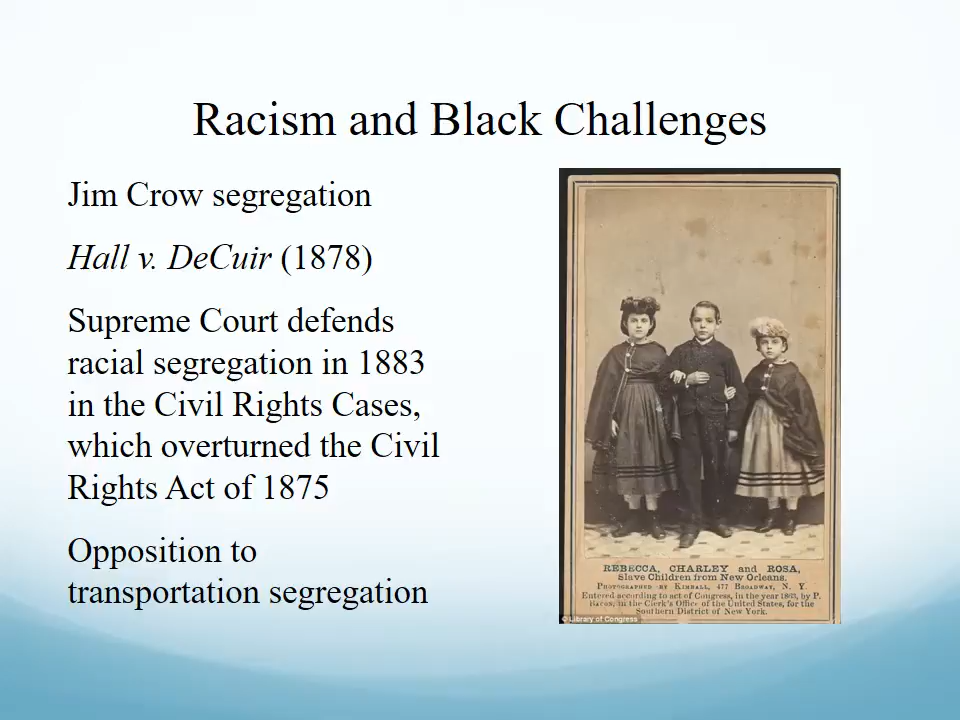 Racism and Black Challenges
Jim Crow segregation
Hall v. DeCuir (1878)
Supreme Court defends
racial segregation in 1883
in the Civil Rights Cases,
which overturned the Civil
Rights Act of 1875
Opposition to
transportation segregation
REBECCA, CHARLEY and ROSA,
Slave Children from New Orleans.
PHOTOGRAPHED BY KIMBALL, 477 BROADWAY, N. Y.
Entered according to act of Congress, in the year 1863, by P.
Bacon, in the Clerk's Office of the United States, for the
Southern District of New York.
© Library of Congress